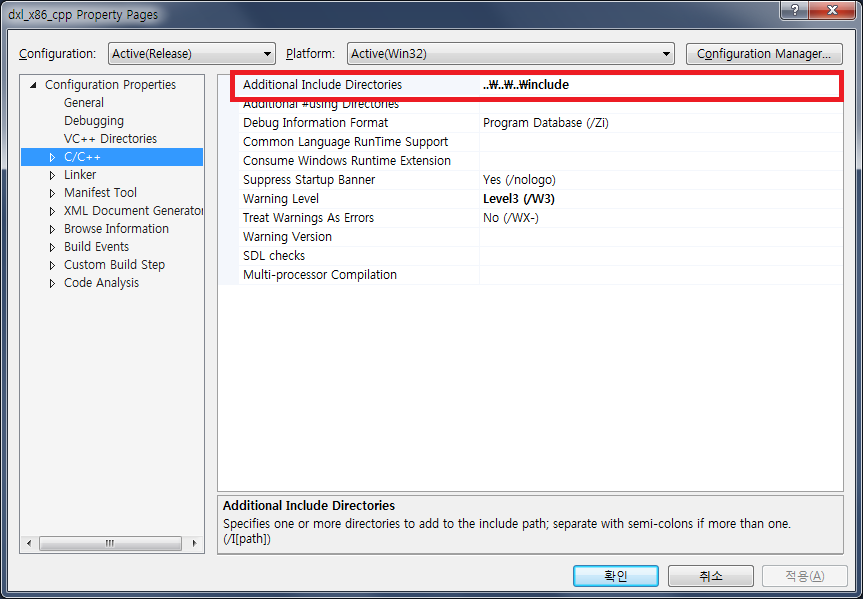 dxl_x86_cpp Property Pages
?
Configuration: Active(Release) Platform: Active(Win32) Configuration Manager...
Configuration Properties
General
Debugging
VC++ Directories
C/C++
Linker
Manifest Tool
XML Document Generator
Browse Information
Build Events
Custom Build Step
Code Analysis
Additional Include Directories ..₩..₩..₩include
Additional #using Directories
Debug Information Format Program Database (/Zi)
Common Language RunTime Support
Consume Windows Runtime Extension
Suppress Startup Banner Yes (/nologo)
Warning Level Level3 (/W3)
Treat Warnings As Errors No (/WX-)
Warning Version
SDL checks
Multi-processor Compilation
Additional Include Directories
Specifies one or more directories to add to the include path; separate with semi-colons if more than one.
(/I[path])
확인 취소 적용(A)